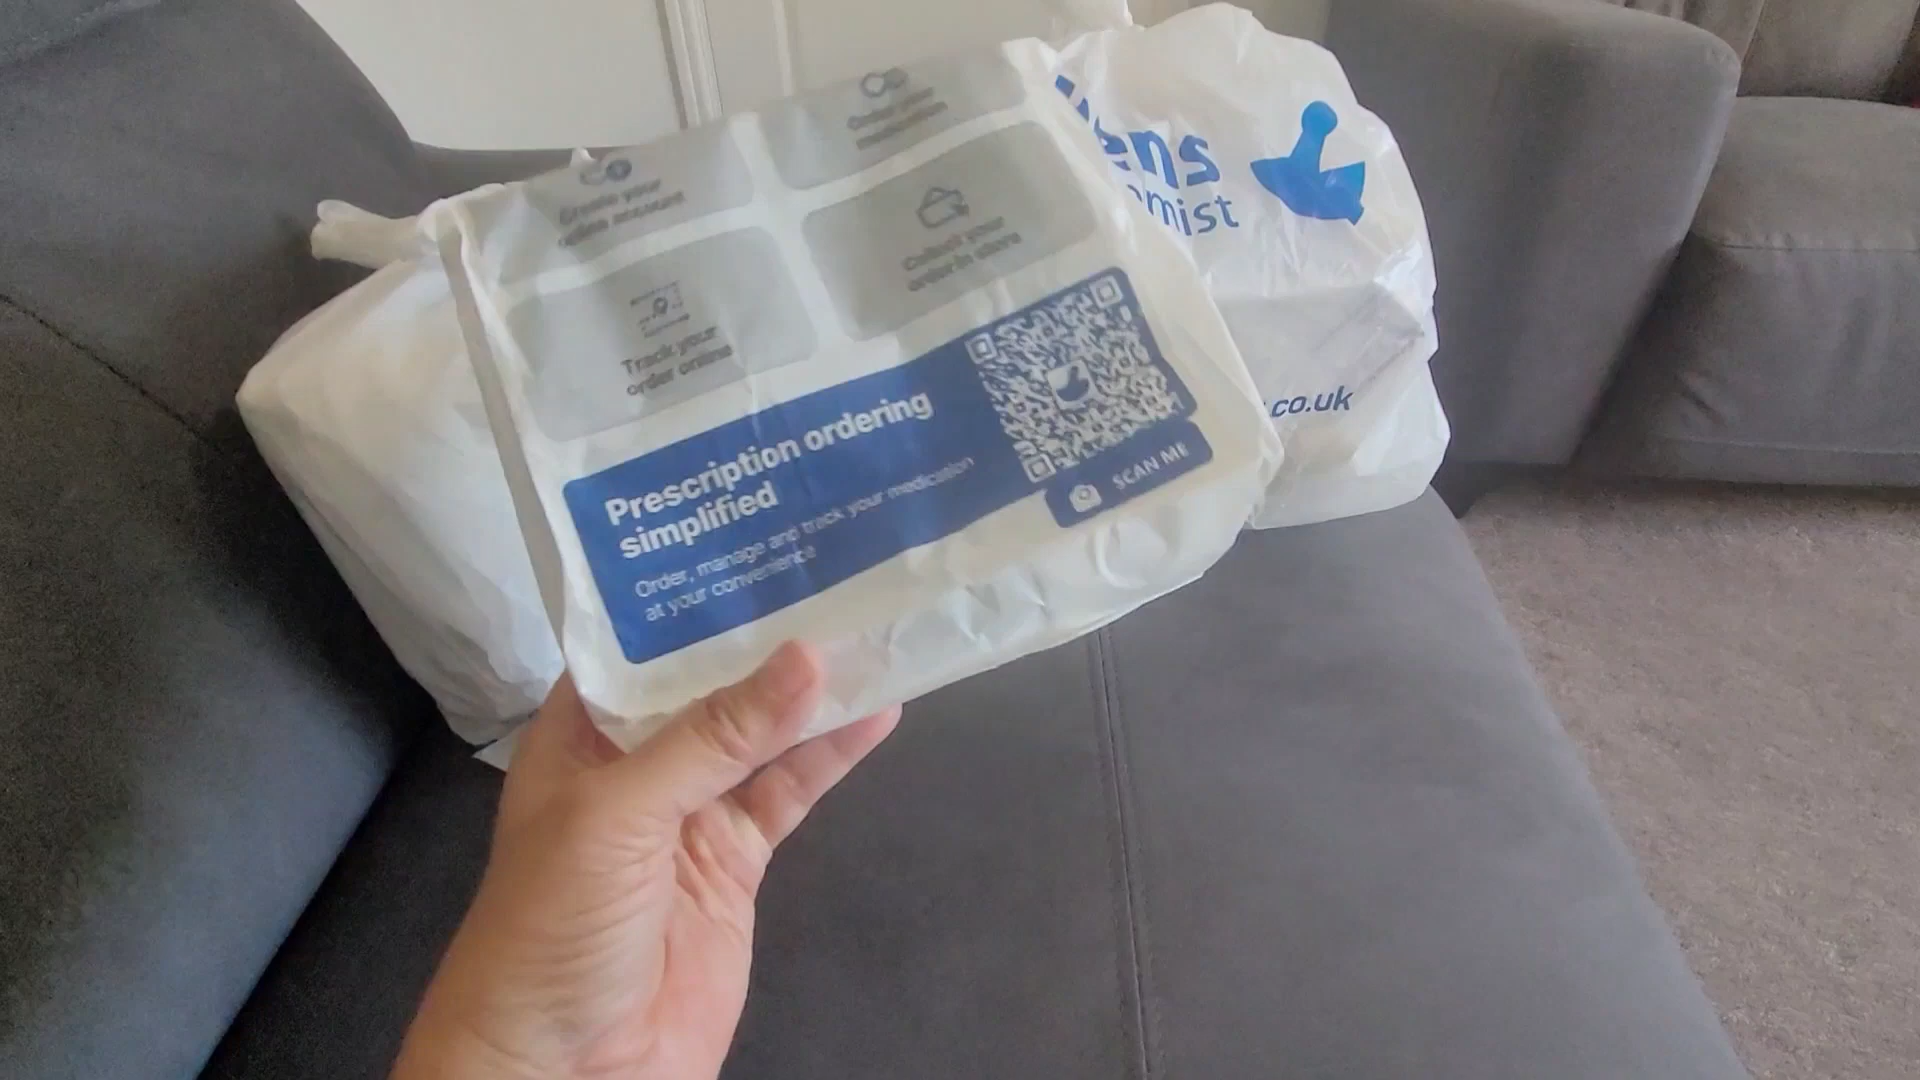 Create your
online account
Order your
medication
Track your
order online
Collect your
order in store
Prescription ordering
simplified
Order, manage and track your medication
at your convenience
SCAN ME
ens
mist
.co.uk